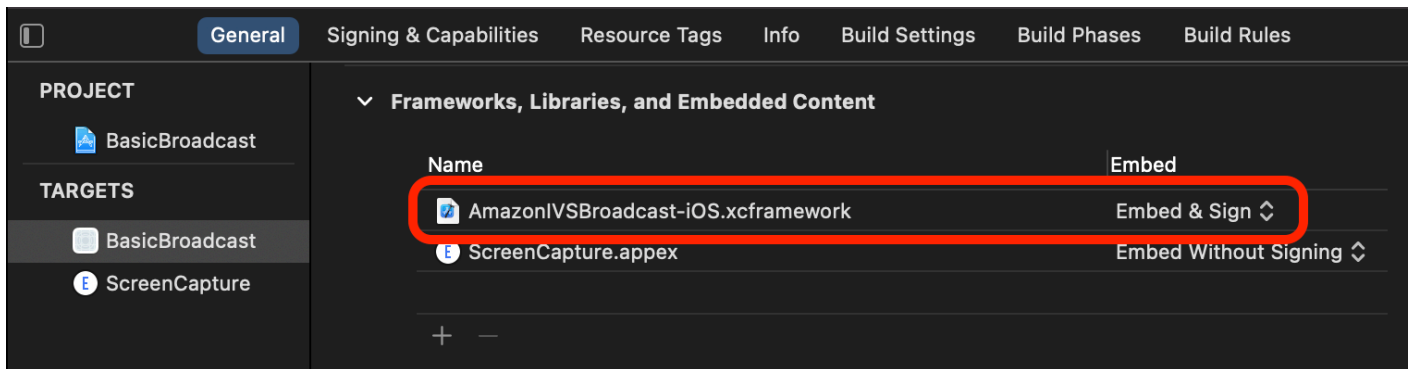 General Signing & Capabilities Resource Tags Info Build Settings Build Phases Build Rules
PROJECT
BasicBroadcast
TARGETS
BasicBroadcast
E ScreenCapture
Frameworks, Libraries, and Embedded Content
Name Embed
AmazonIVSBroadcast-iOS.xcframework Embed & Sign
E ScreenCapture.appex Embed Without Signing